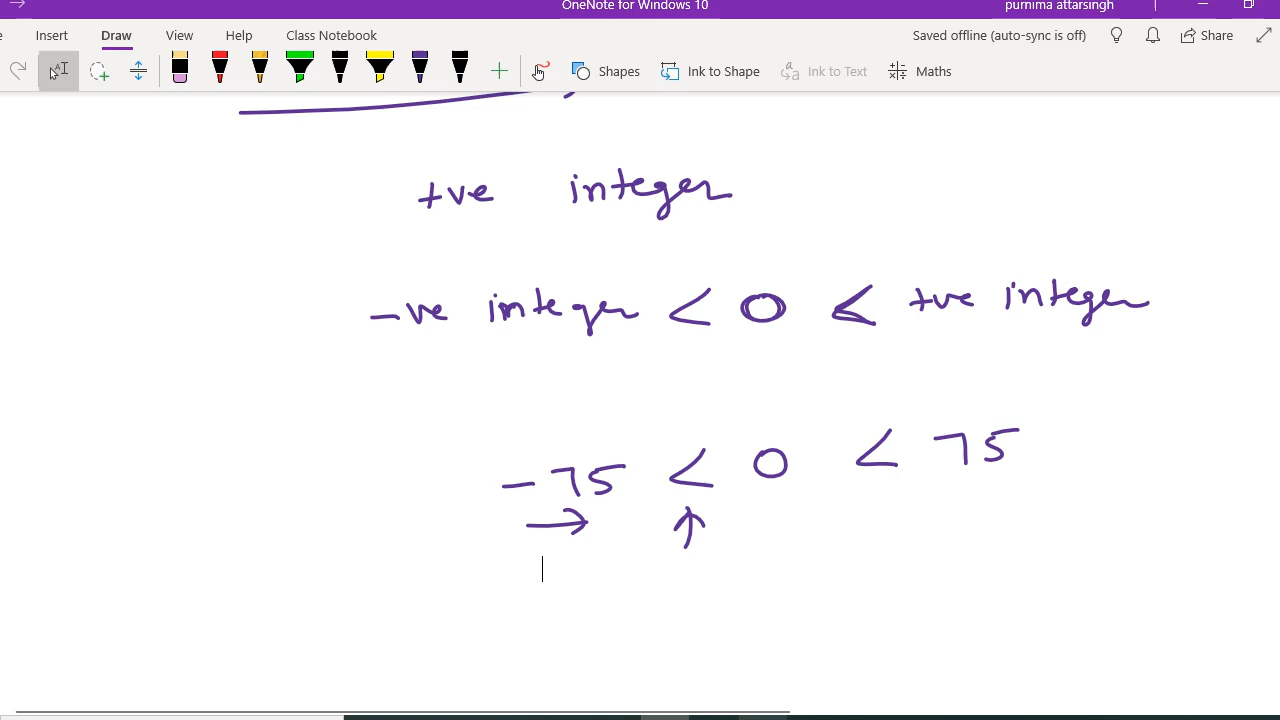 OneNote for Windows 10
purnima attarsingh
Insert Draw View Help Class Notebook Saved offline (auto-sync is off) Share
Shapes Ink to Shape Ink to Text Maths
+ve integer
-ve integer < 0 < +ve integer
-75 < 0 < 75